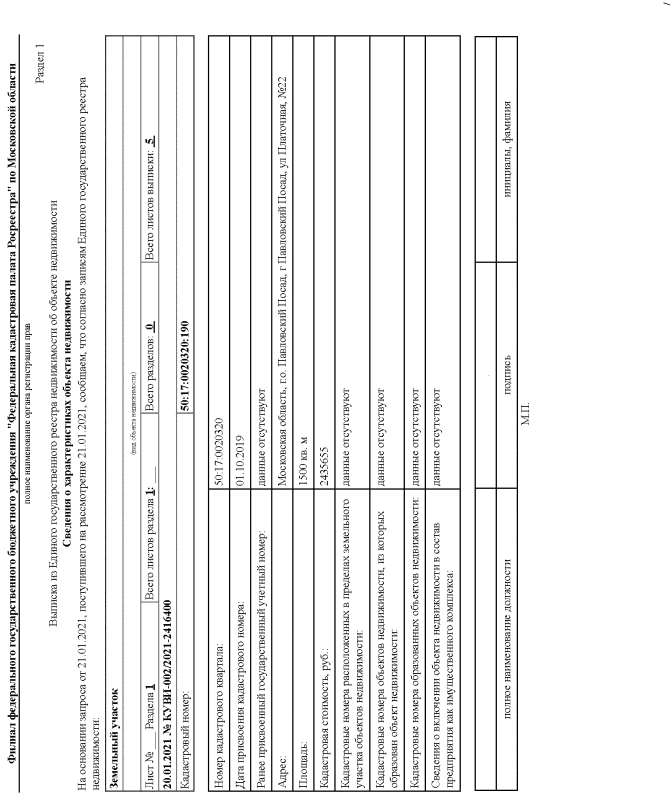 Филиал федерального государственного бюджетного учреждения "Федеральная кадастровая палата Росреестра" по Московской области
полное наименование органа регистрации прав
Раздел 1
Выписка из Единого государственного реестра недвижимости об объекте недвижимости
Сведения о характеристиках объекта недвижимости
На основании запроса от 21.01.2021, поступившего на рассмотрение 21.01.2021, сообщаем, что согласно записям Единого государственного реестра
недвижимости:
Земельный участок
(вид объекта недвижимости)
Лист № ___ Раздела 1 Всего листов раздела 1: ___ Всего разделов: 0 Всего листов выписки: 5
20.01.2021 № КУВИ-002/2021-2416400
Кадастровый номер: 50:17:0020320:190
Номер кадастрового квартала: 50:17:0020320
Дата присвоения кадастрового номера: 01.10.2019
Ранее присвоенный государственный учетный номер: данные отсутствуют
Адрес: Московская область, г.о. Павловский Посад, г Павловский Посад, ул Платочная, №22
Площадь: 1500 кв. м
Кадастровая стоимость, руб.: 2435655
Кадастровые номера расположенных в пределах земельного данные отсутствуют
участка объектов недвижимости:
Кадастровые номера объектов недвижимости, из которых данные отсутствуют
образован объект недвижимости:
Кадастровые номера образованных объектов недвижимости: данные отсутствуют
Сведения о включении объекта недвижимости в состав данные отсутствуют
предприятия как имущественного комплекса:
полное наименование должности подпись инициалы, фамилия
М.П.